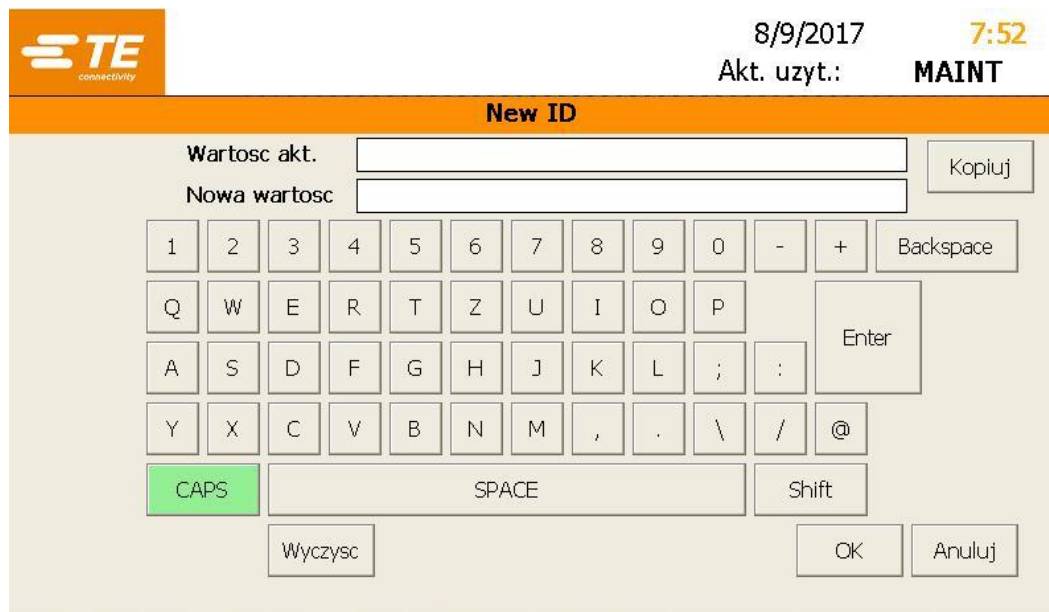 TE
connectivity
8/9/2017 7:52
Akt. uzyt.: MAINT
New ID
Wartosc akt.
Kopiuj
Nowa wartosc
1 2 3 4 5 6 7 8 9 0 - + Backspace
Q W E R T Z U I O P
Enter
A S D F G H J K L ; :
Y X C V B N M , . \ / @
CAPS SPACE Shift
Wyczysc OK Anuluj